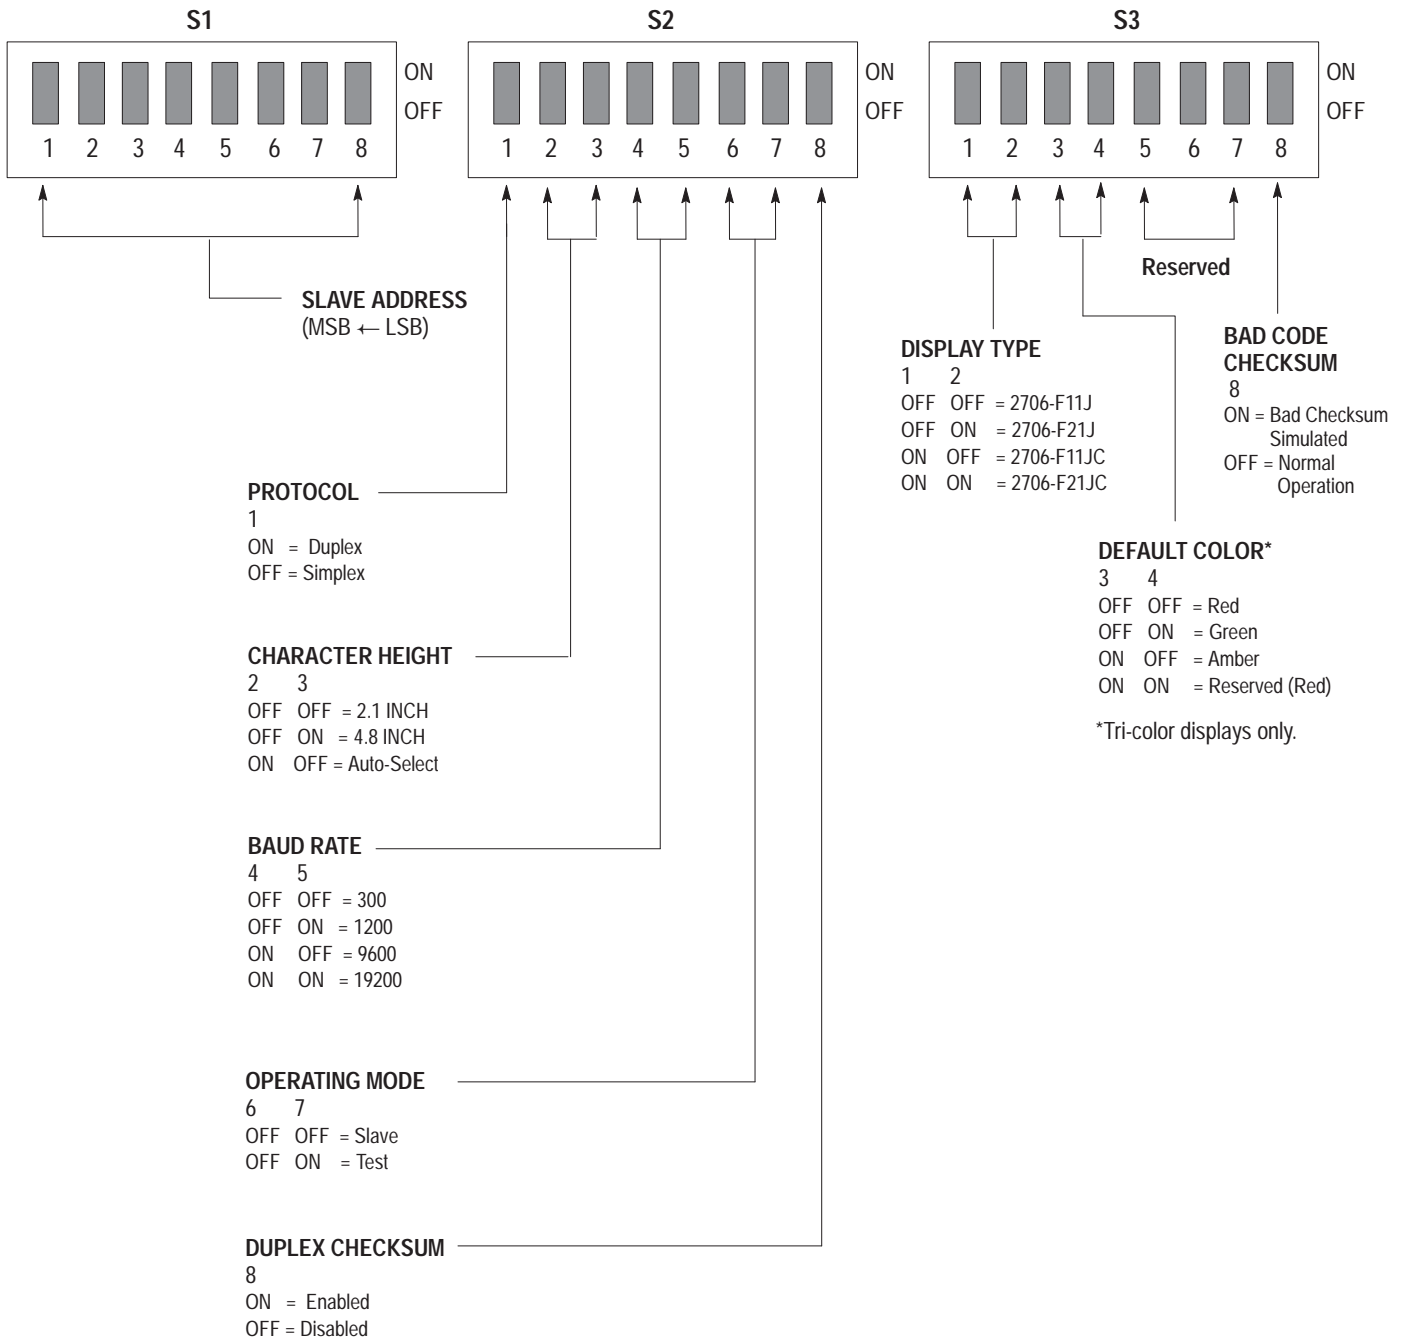 S1
S2
S3
ON
OFF
1 2 3 4 5 6 7 8
ON
OFF
1 2 3 4 5 6 7 8
ON
OFF
1 2 3 4 5 6 7 8
SLAVE ADDRESS
(MSB ← LSB)
Reserved
DISPLAY TYPE
1 2
OFF OFF = 2706-F11J
OFF ON = 2706-F21J
ON OFF = 2706-F11JC
ON ON = 2706-F21JC
BAD CODE
CHECKSUM
8
ON = Bad Checksum
Simulated
OFF = Normal
Operation
PROTOCOL
1
ON = Duplex
OFF = Simplex
DEFAULT COLOR*
3 4
OFF OFF = Red
OFF ON = Green
ON OFF = Amber
ON ON = Reserved (Red)
*Tri-color displays only.
CHARACTER HEIGHT
2 3
OFF OFF = 2.1 INCH
OFF ON = 4.8 INCH
ON OFF = Auto-Select
BAUD RATE
4 5
OFF OFF = 300
OFF ON = 1200
ON OFF = 9600
ON ON = 19200
OPERATING MODE
6 7
OFF OFF = Slave
OFF ON = Test
DUPLEX CHECKSUM
8
ON = Enabled
OFF = Disabled